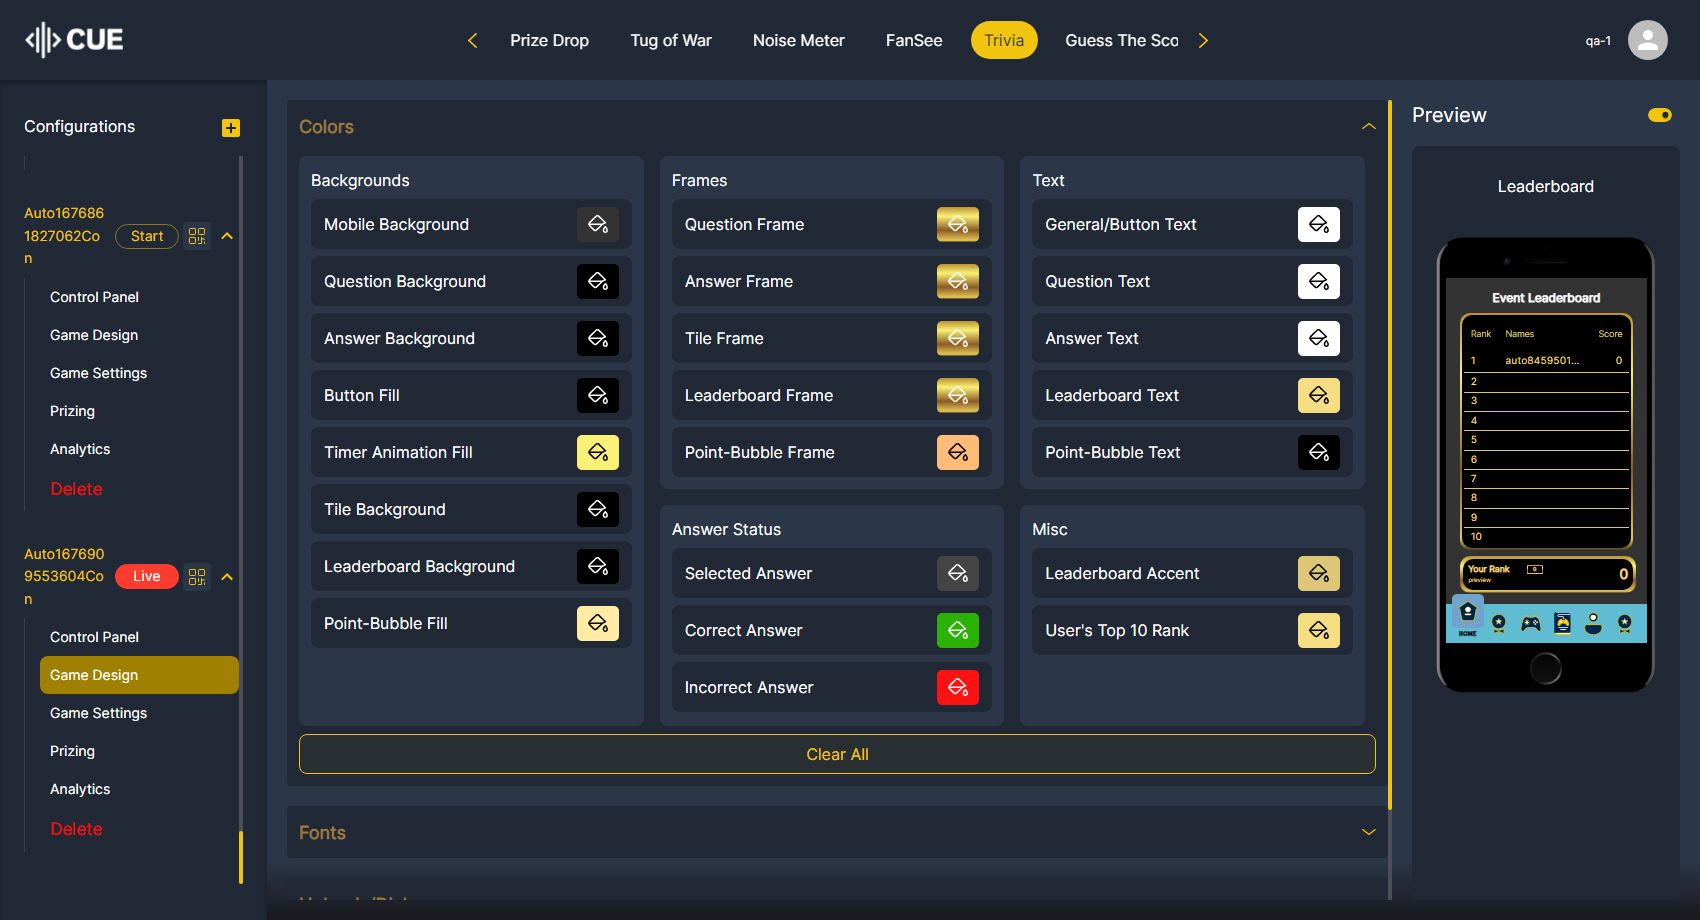 CUE
Prize Drop
Tug of War
Noise Meter
FanSee
Trivia
Guess The Sco
qa-1
Configurations
Auto167686
1827062Co
n
Start
Control Panel
Game Design
Game Settings
Prizing
Analytics
Delete
Auto167690
9553604Co
n
Live
Control Panel
Game Design
Game Settings
Prizing
Analytics
Delete
Colors
Backgrounds
Mobile Background
Question Background
Answer Background
Button Fill
Timer Animation Fill
Tile Background
Leaderboard Background
Point-Bubble Fill
Frames
Question Frame
Answer Frame
Tile Frame
Leaderboard Frame
Point-Bubble Frame
Text
General/Button Text
Question Text
Answer Text
Leaderboard Text
Point-Bubble Text
Answer Status
Selected Answer
Correct Answer
Incorrect Answer
Misc
Leaderboard Accent
User's Top 10 Rank
Clear All
Fonts
Preview
Leaderboard
Event Leaderboard
Rank Names Score
1 auto8459501... 0
2
3
4
5
6
7
8
9
10
Your Rank 0 0
preview
HOME